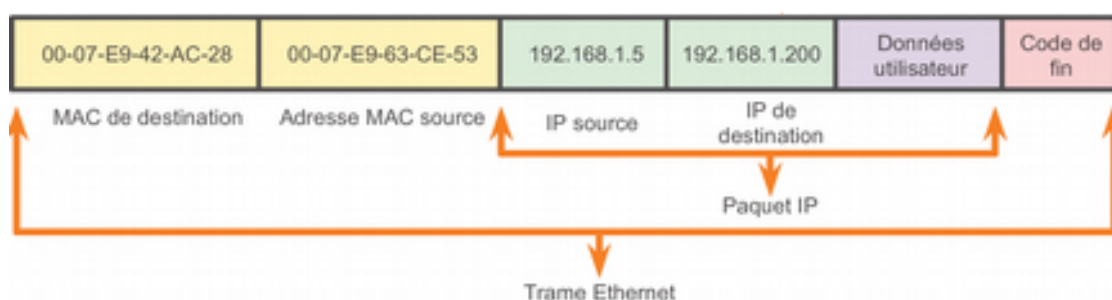 00-07-E9-42-AC-28 00-07-E9-63-CE-53 192.168.1.5 192.168.1.200 Données utilisateur Code de fin
MAC de destination Adresse MAC source IP source IP de destination
Paquet IP
Trame Ethernet